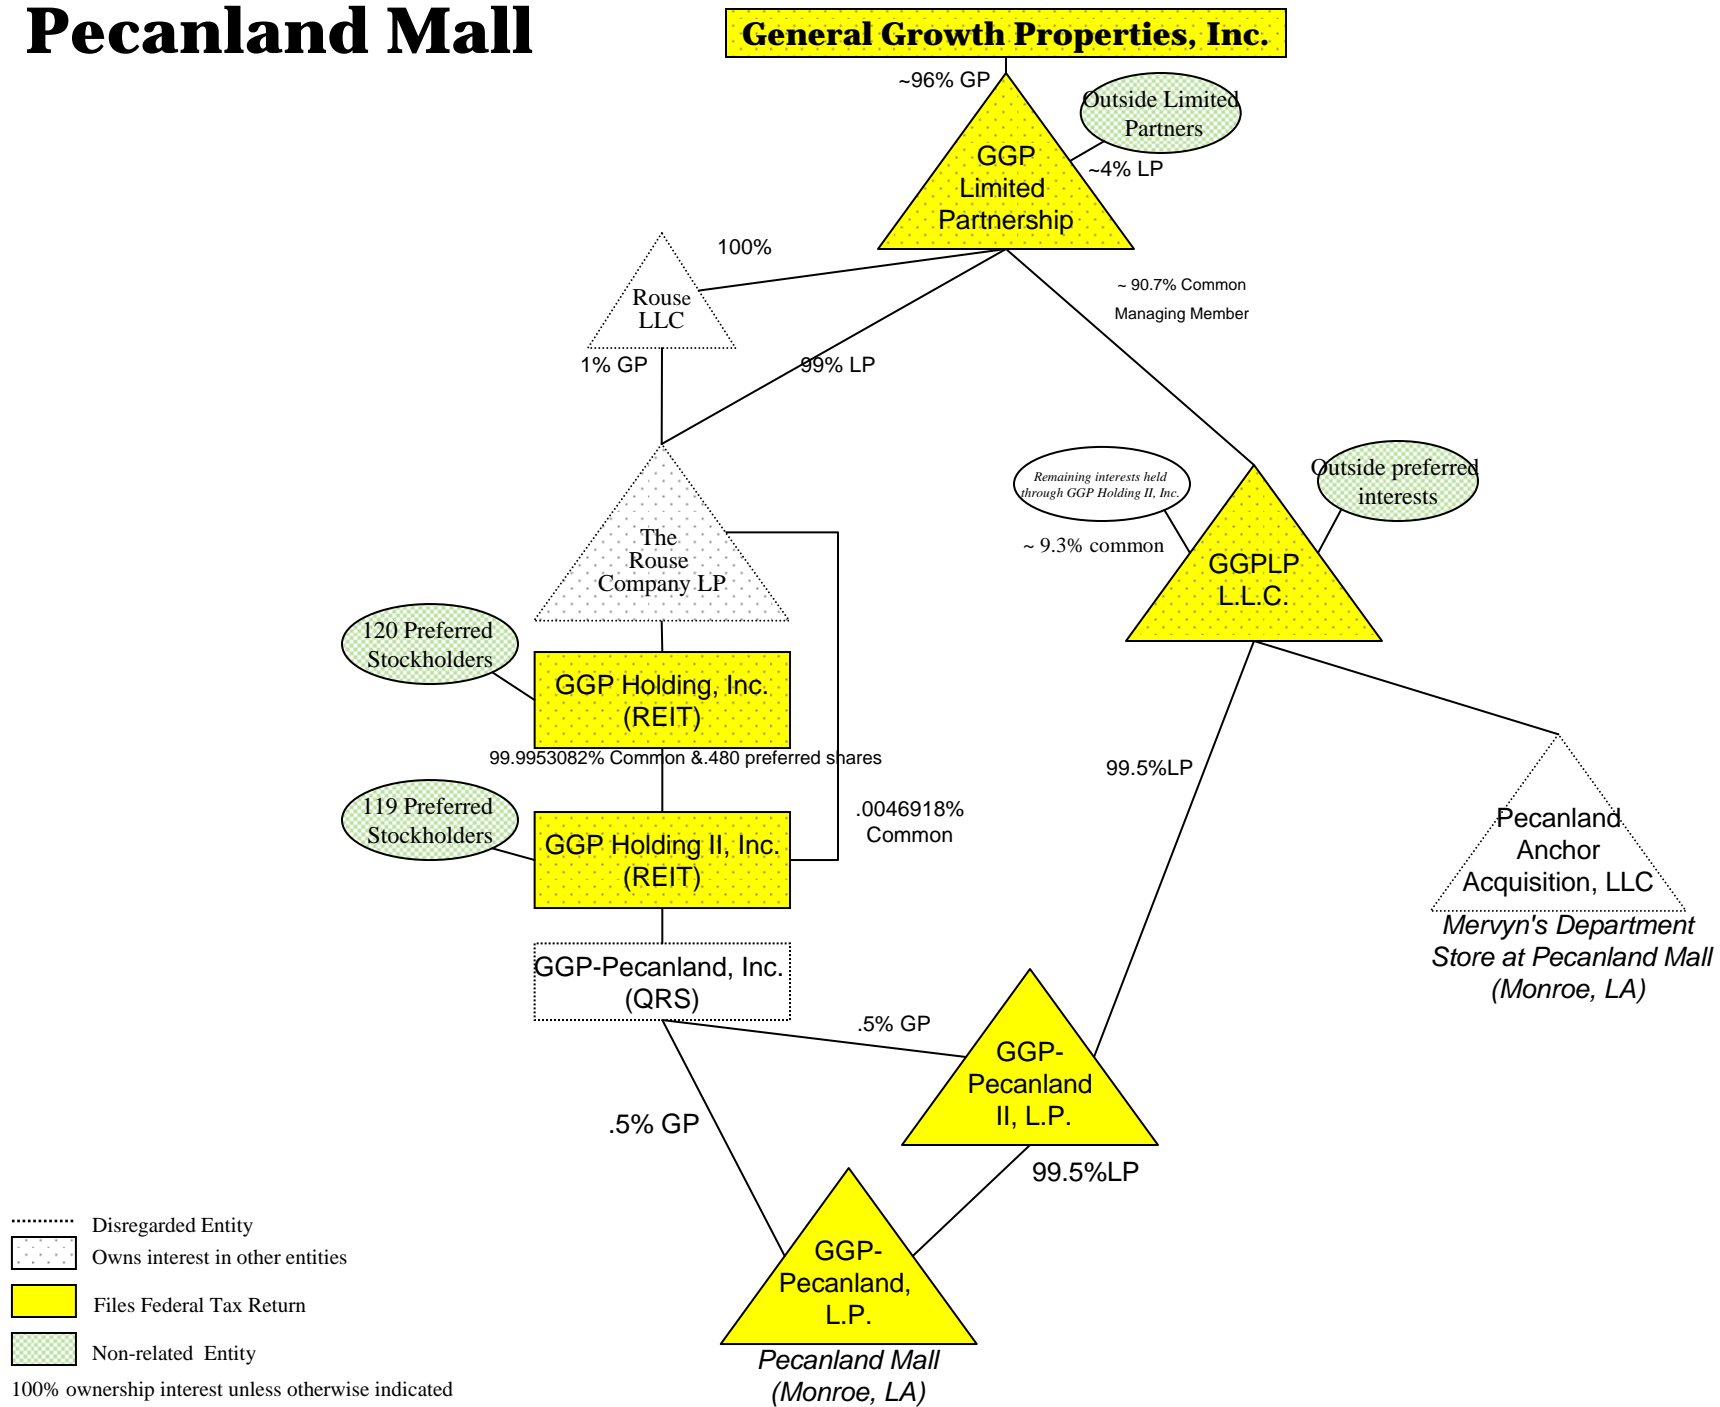 Pecanland Mall
General Growth Properties, Inc.
~96% GP
Outside Limited
Partners
GGP
Limited
Partnership
~4% LP
100%
Rouse
LLC
~ 90.7% Common
Managing Member
1% GP
99% LP
Remaining interests held
through GGP Holding II, Inc.
Outside preferred
interests
~ 9.3% common
GGPLP
L.L.C.
The
Rouse
Company LP
120 Preferred
Stockholders
GGP Holding, Inc.
(REIT)
99.9953082% Common &.480 preferred shares
99.5%LP
.0046918%
Common
119 Preferred
Stockholders
GGP Holding II, Inc.
(REIT)
Pecanland
Anchor
Acquisition, LLC
Mervyn's Department
Store at Pecanland Mall
(Monroe, LA)
GGP-Pecanland, Inc.
(QRS)
.5% GP
GGP-
Pecanland
II, L.P.
.5% GP
99.5%LP
GGP-
Pecanland,
L.P.
Pecanland Mall
(Monroe, LA)
Disregarded Entity
Owns interest in other entities
Files Federal Tax Return
Non-related Entity
100% ownership interest unless otherwise indicated